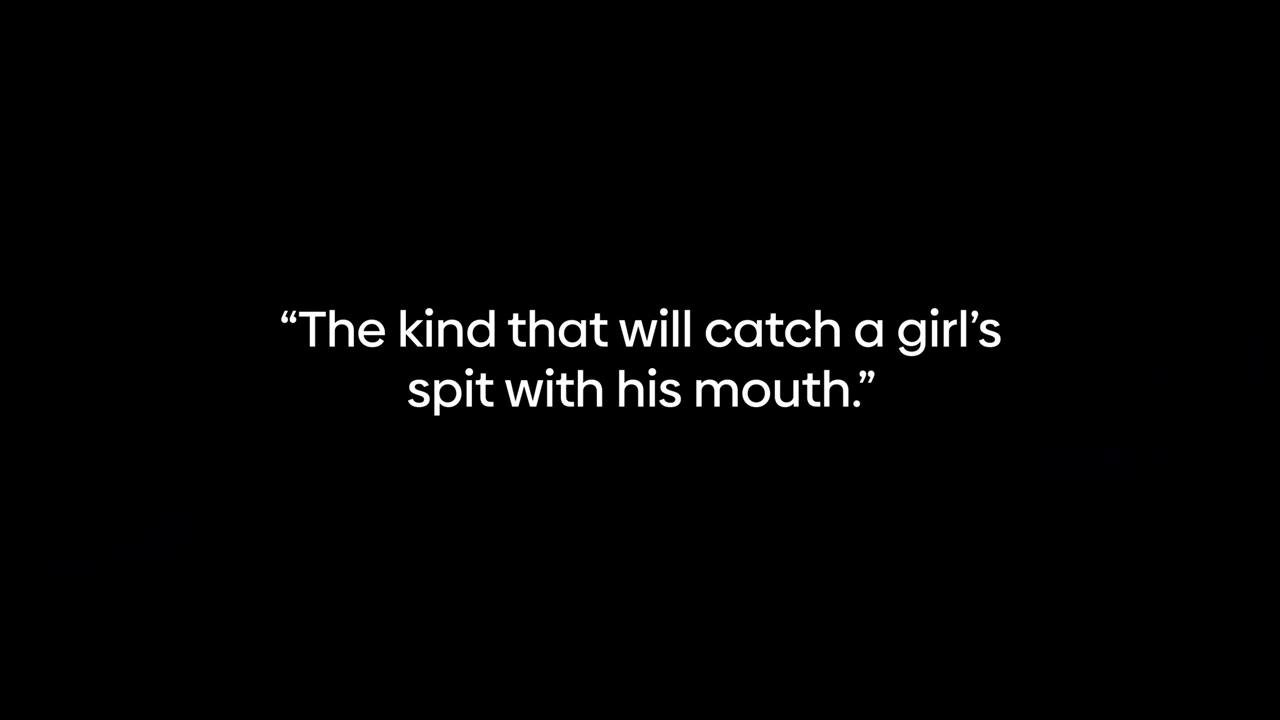 “The kind that will catch a girl’s
spit with his mouth.”